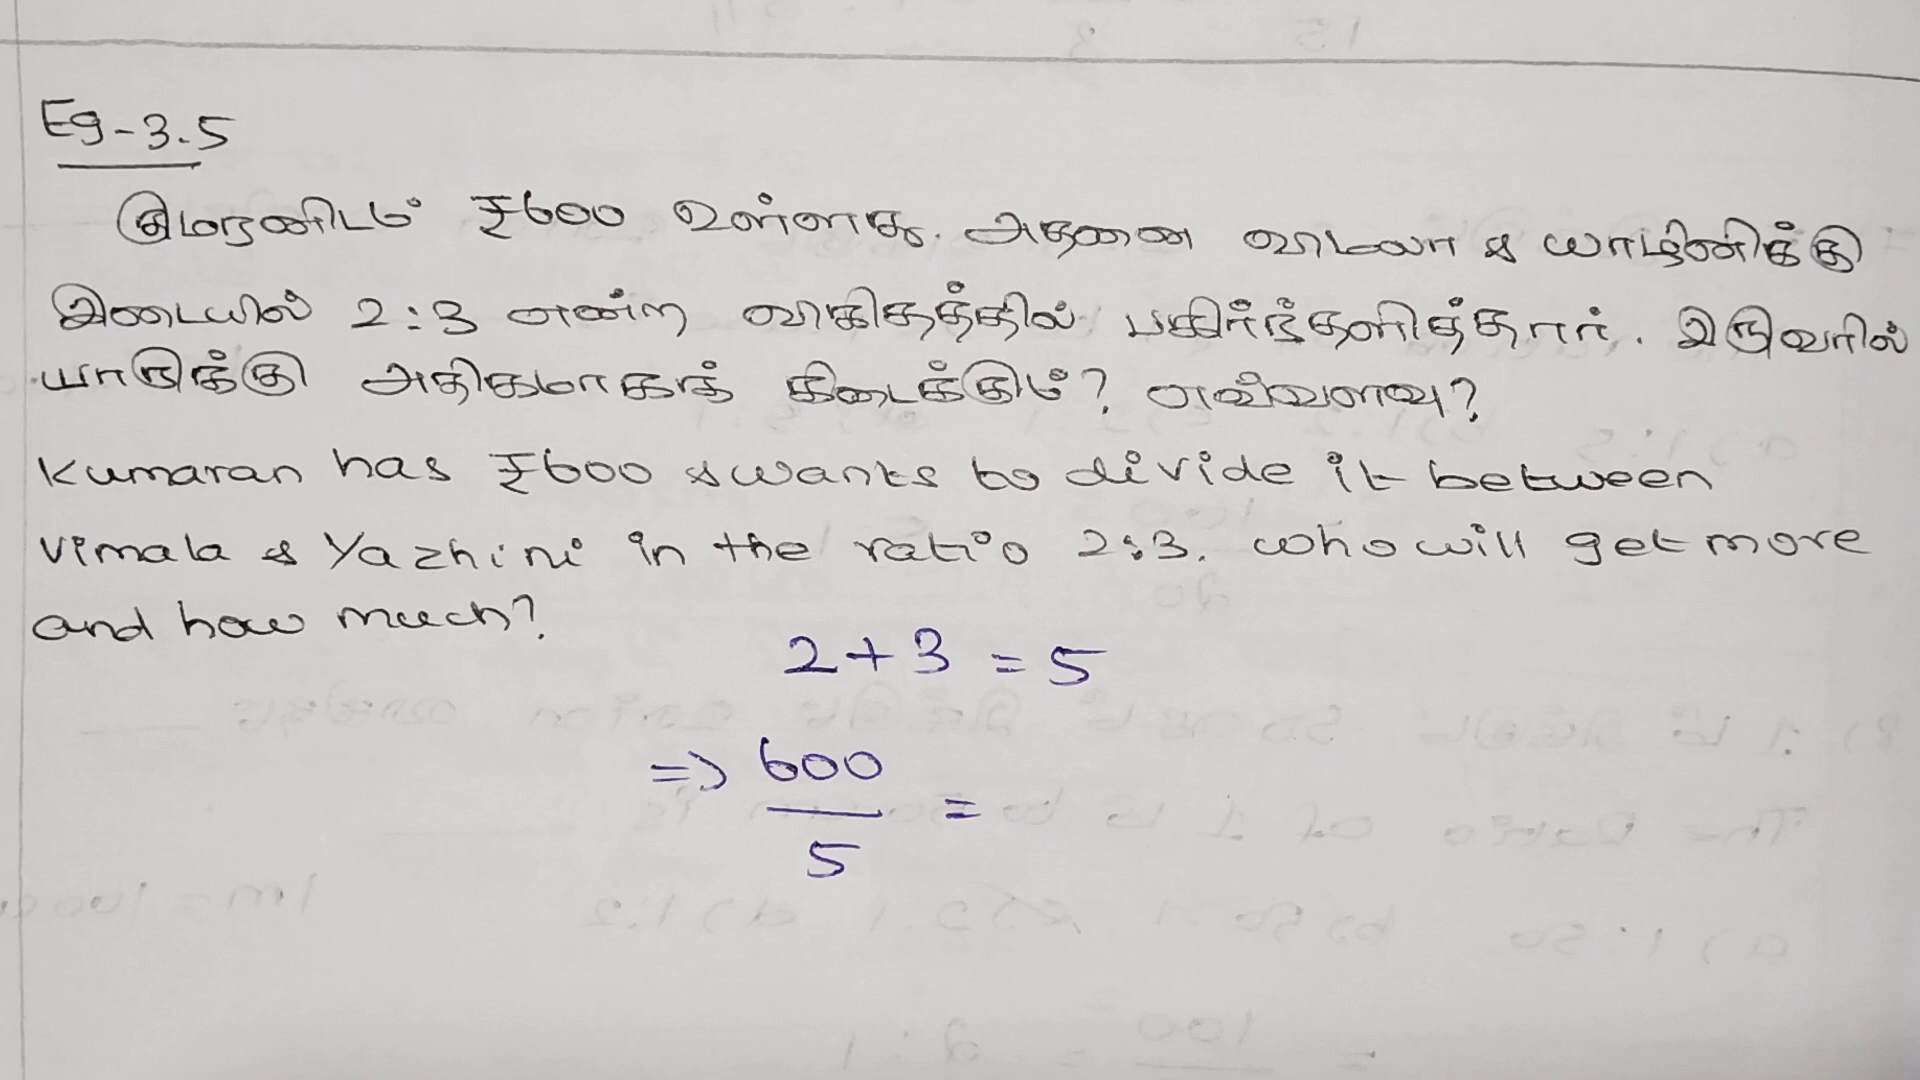 Eg-3.5
குமரனிடம் ₹600 உள்ளது. அதனை விமலா & யாழினிக்கு
இடையில் 2:3 என்ற விகிதத்தில் பகிர்ந்தளித்தார். இருவரில்
யாருக்கு அதிகமாகக் கிடைக்கும்? எவ்வளவு?
Kumaran has ₹600 & wants to divide it between
Vimala & Yazhini in the ratio 2:3. who will get more
and how much?
2+3 = 5
=> 600
=
5